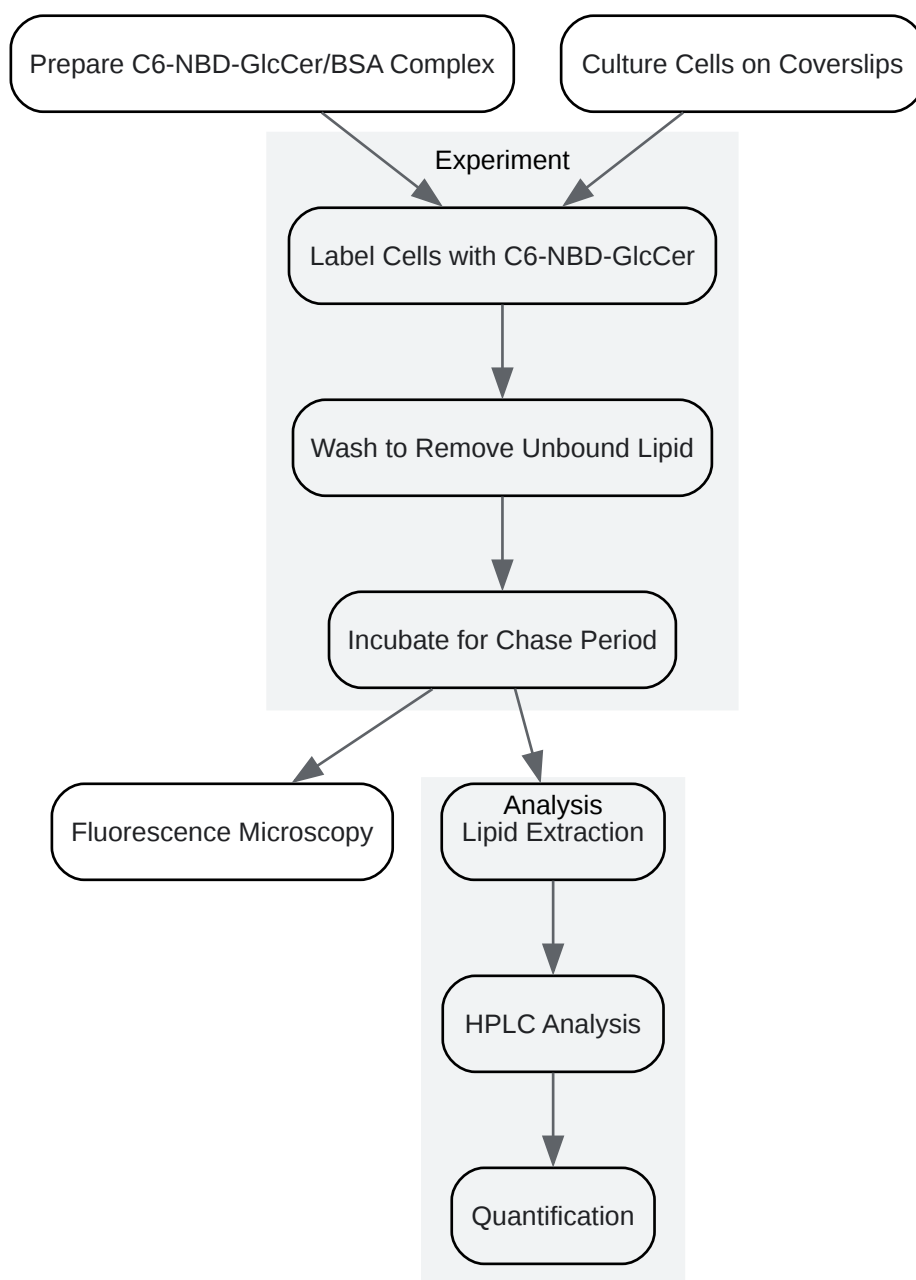 Prepare C6-NBD-GlcCer/BSA Complex
Culture Cells on Coverslips
Experiment
Label Cells with C6-NBD-GlcCer
Wash to Remove Unbound Lipid
Incubate for Chase Period
Fluorescence Microscopy
Analysis
Lipid Extraction
HPLC Analysis
Quantification